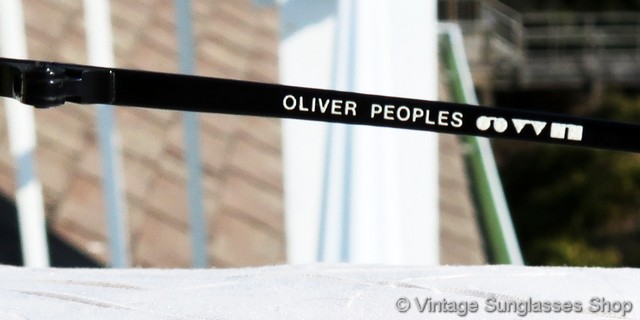 OLIVER PEOPLES
© Vintage Sunglasses Shop